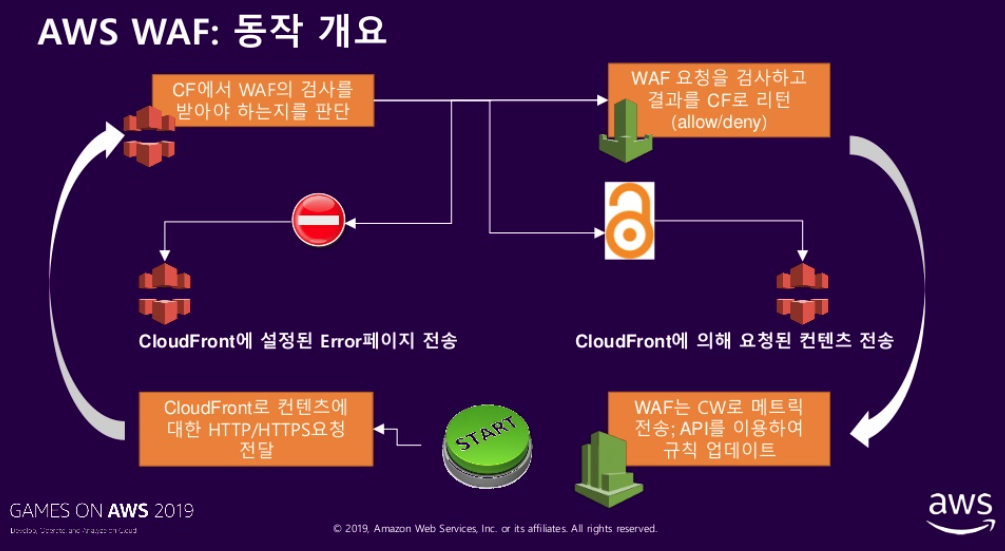 AWS WAF: 동작 개요
CF에서 WAF의 검사를
받아야 하는지를 판단
WAF 요청을 검사하고
결과를 CF로 리턴
(allow/deny)
CloudFront에 설정된 Error페이지 전송
CloudFront에 의해 요청된 컨텐츠 전송
CloudFront로 컨텐츠에
대한 HTTP/HTTPS요청
전달
START
WAF는 CW로 메트릭
전송; API를 이용하여
규칙 업데이트
GAMES ON AWS 2019
Develop, Operate, and Analyze on Cloud
© 2019, Amazon Web Services, Inc. or its affiliates. All rights reserved.
aws